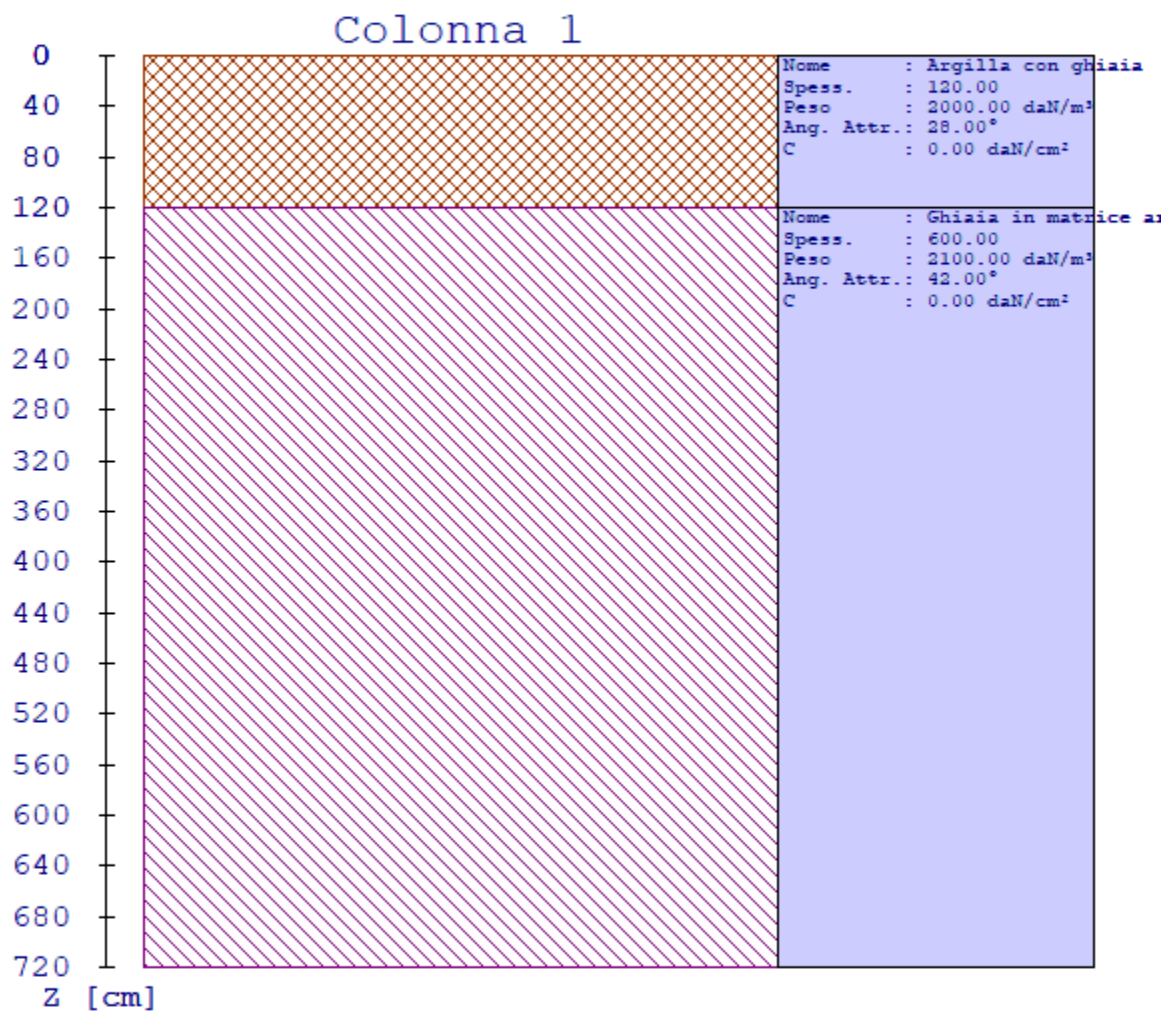 Colonna 1
0
40
80
120
160
200
240
280
320
360
400
440
480
520
560
600
640
680
720
Z [cm]
Nome : Argilla con ghiaia
Spess. : 120.00
Peso : 2000.00 daN/m³
Ang. Attr.: 28.00°
C : 0.00 daN/cm²
Nome : Ghiaia in matrice
Spess. : 600.00
Peso : 2100.00 daN/m³
Ang. Attr.: 42.00°
C : 0.00 daN/cm²